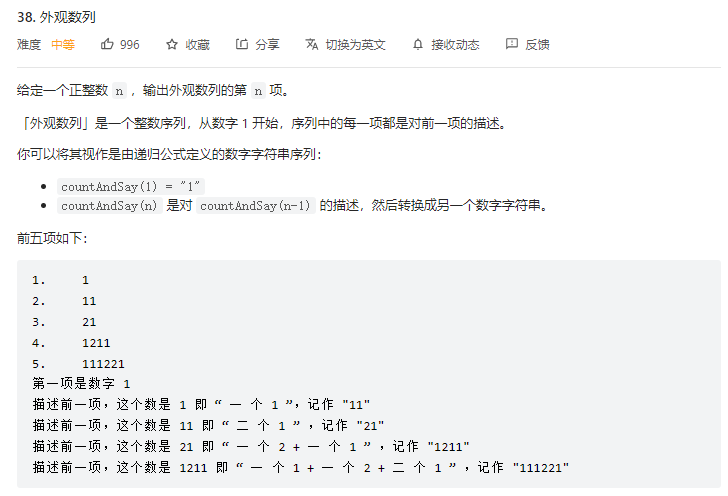 38. 外观数列
难度 中等 996 收藏 分享 切换为英文 接收动态 反馈
给定一个正整数 n ，输出外观数列的第 n 项。
「外观数列」是一个整数序列，从数字 1 开始，序列中的每一项都是对前一项的描述。
你可以将其视作是由递归公式定义的数字字符串序列：
• countAndSay(1) = "1"
• countAndSay(n) 是对 countAndSay(n-1) 的描述，然后转换成另一个数字字符串。
前五项如下：
1. 1
2. 11
3. 21
4. 1211
5. 111221
第一项是数字 1
描述前一项，这个数是 1 即 “ 一 个 1 ”，记作 "11"
描述前一项，这个数是 11 即 “ 二 个 1 ” ，记作 "21"
描述前一项，这个数是 21 即 “ 一 个 2 + 一 个 1 ” ，记作 "1211"
描述前一项，这个数是 1211 即 “ 一 个 1 + 一 个 2 + 二 个 1 ” ，记作 "111221"